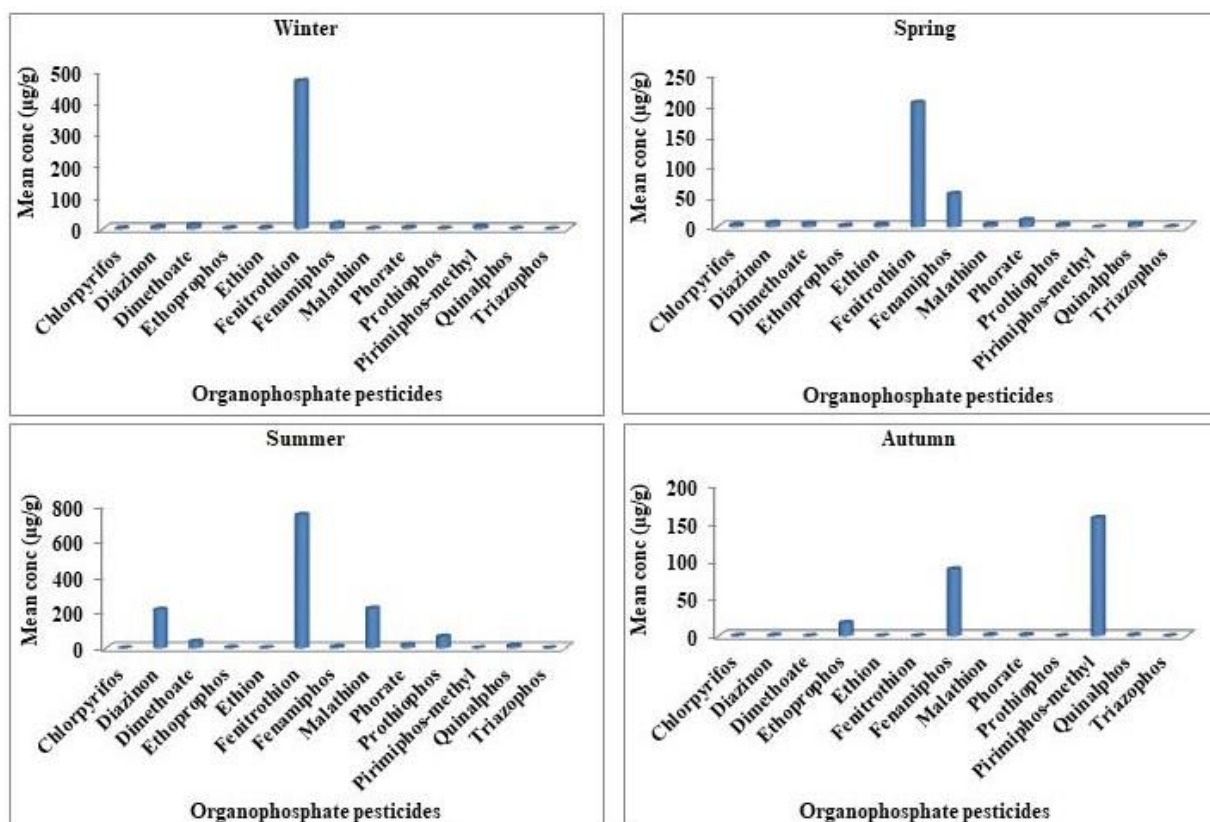 Winter
Mean conc (µg/g)
500
400
300
200
100
0
Chlorpyrifos
Diazinon
Dimethoate
Ethoprophos
Ethion
Fenitrothion
Fenamiphos
Malathion
Phorate
Prothiophos
Pirimiphos-methyl
Quinalphos
Triazophos
Organophosphate pesticides
Spring
Mean conc (µg/g)
250
200
150
100
50
0
Chlorpyrifos
Diazinon
Dimethoate
Ethoprophos
Ethion
Fenitrothion
Fenamiphos
Malathion
Phorate
Prothiophos
Pirimiphos-methyl
Quinalphos
Triazophos
Organophosphate pesticides
Summer
Mean conc (µg/g)
800
600
400
200
0
Chlorpyrifos
Diazinon
Dimethoate
Ethoprophos
Ethion
Fenitrothion
Fenamiphos
Malathion
Phorate
Prothiophos
Pirimiphos-methyl
Quinalphos
Triazophos
Organophosphate pesticides
Autumn
Mean conc (µg/g)
200
150
100
50
0
Chlorpyrifos
Diazinon
Dimethoate
Ethoprophos
Ethion
Fenitrothion
Fenamiphos
Malathion
Phorate
Prothiophos
Pirimiphos-methyl
Quinalphos
Triazophos
Organophosphate pesticides